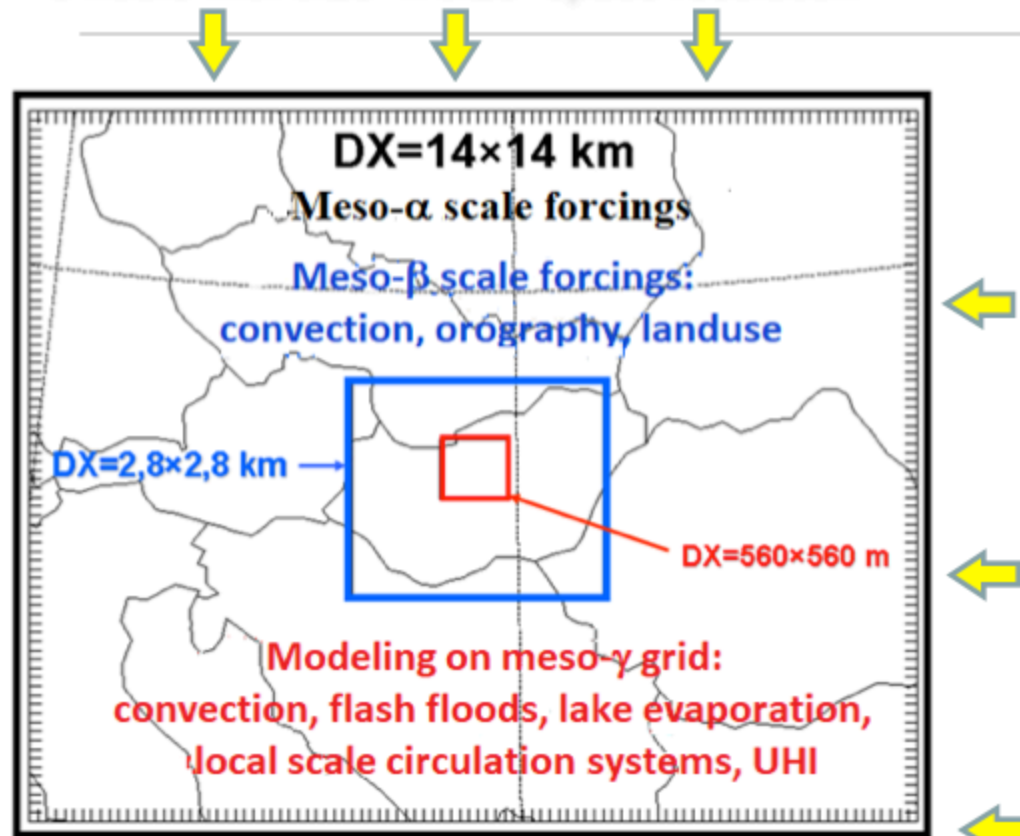 DX=14×14 km
Meso-α scale forcings
Meso-β scale forcings:
convection, orography, landuse
DX=2,8×2,8 km
DX=560×560 m
Modeling on meso-γ grid:
convection, flash floods, lake evaporation,
local scale circulation systems, UHI